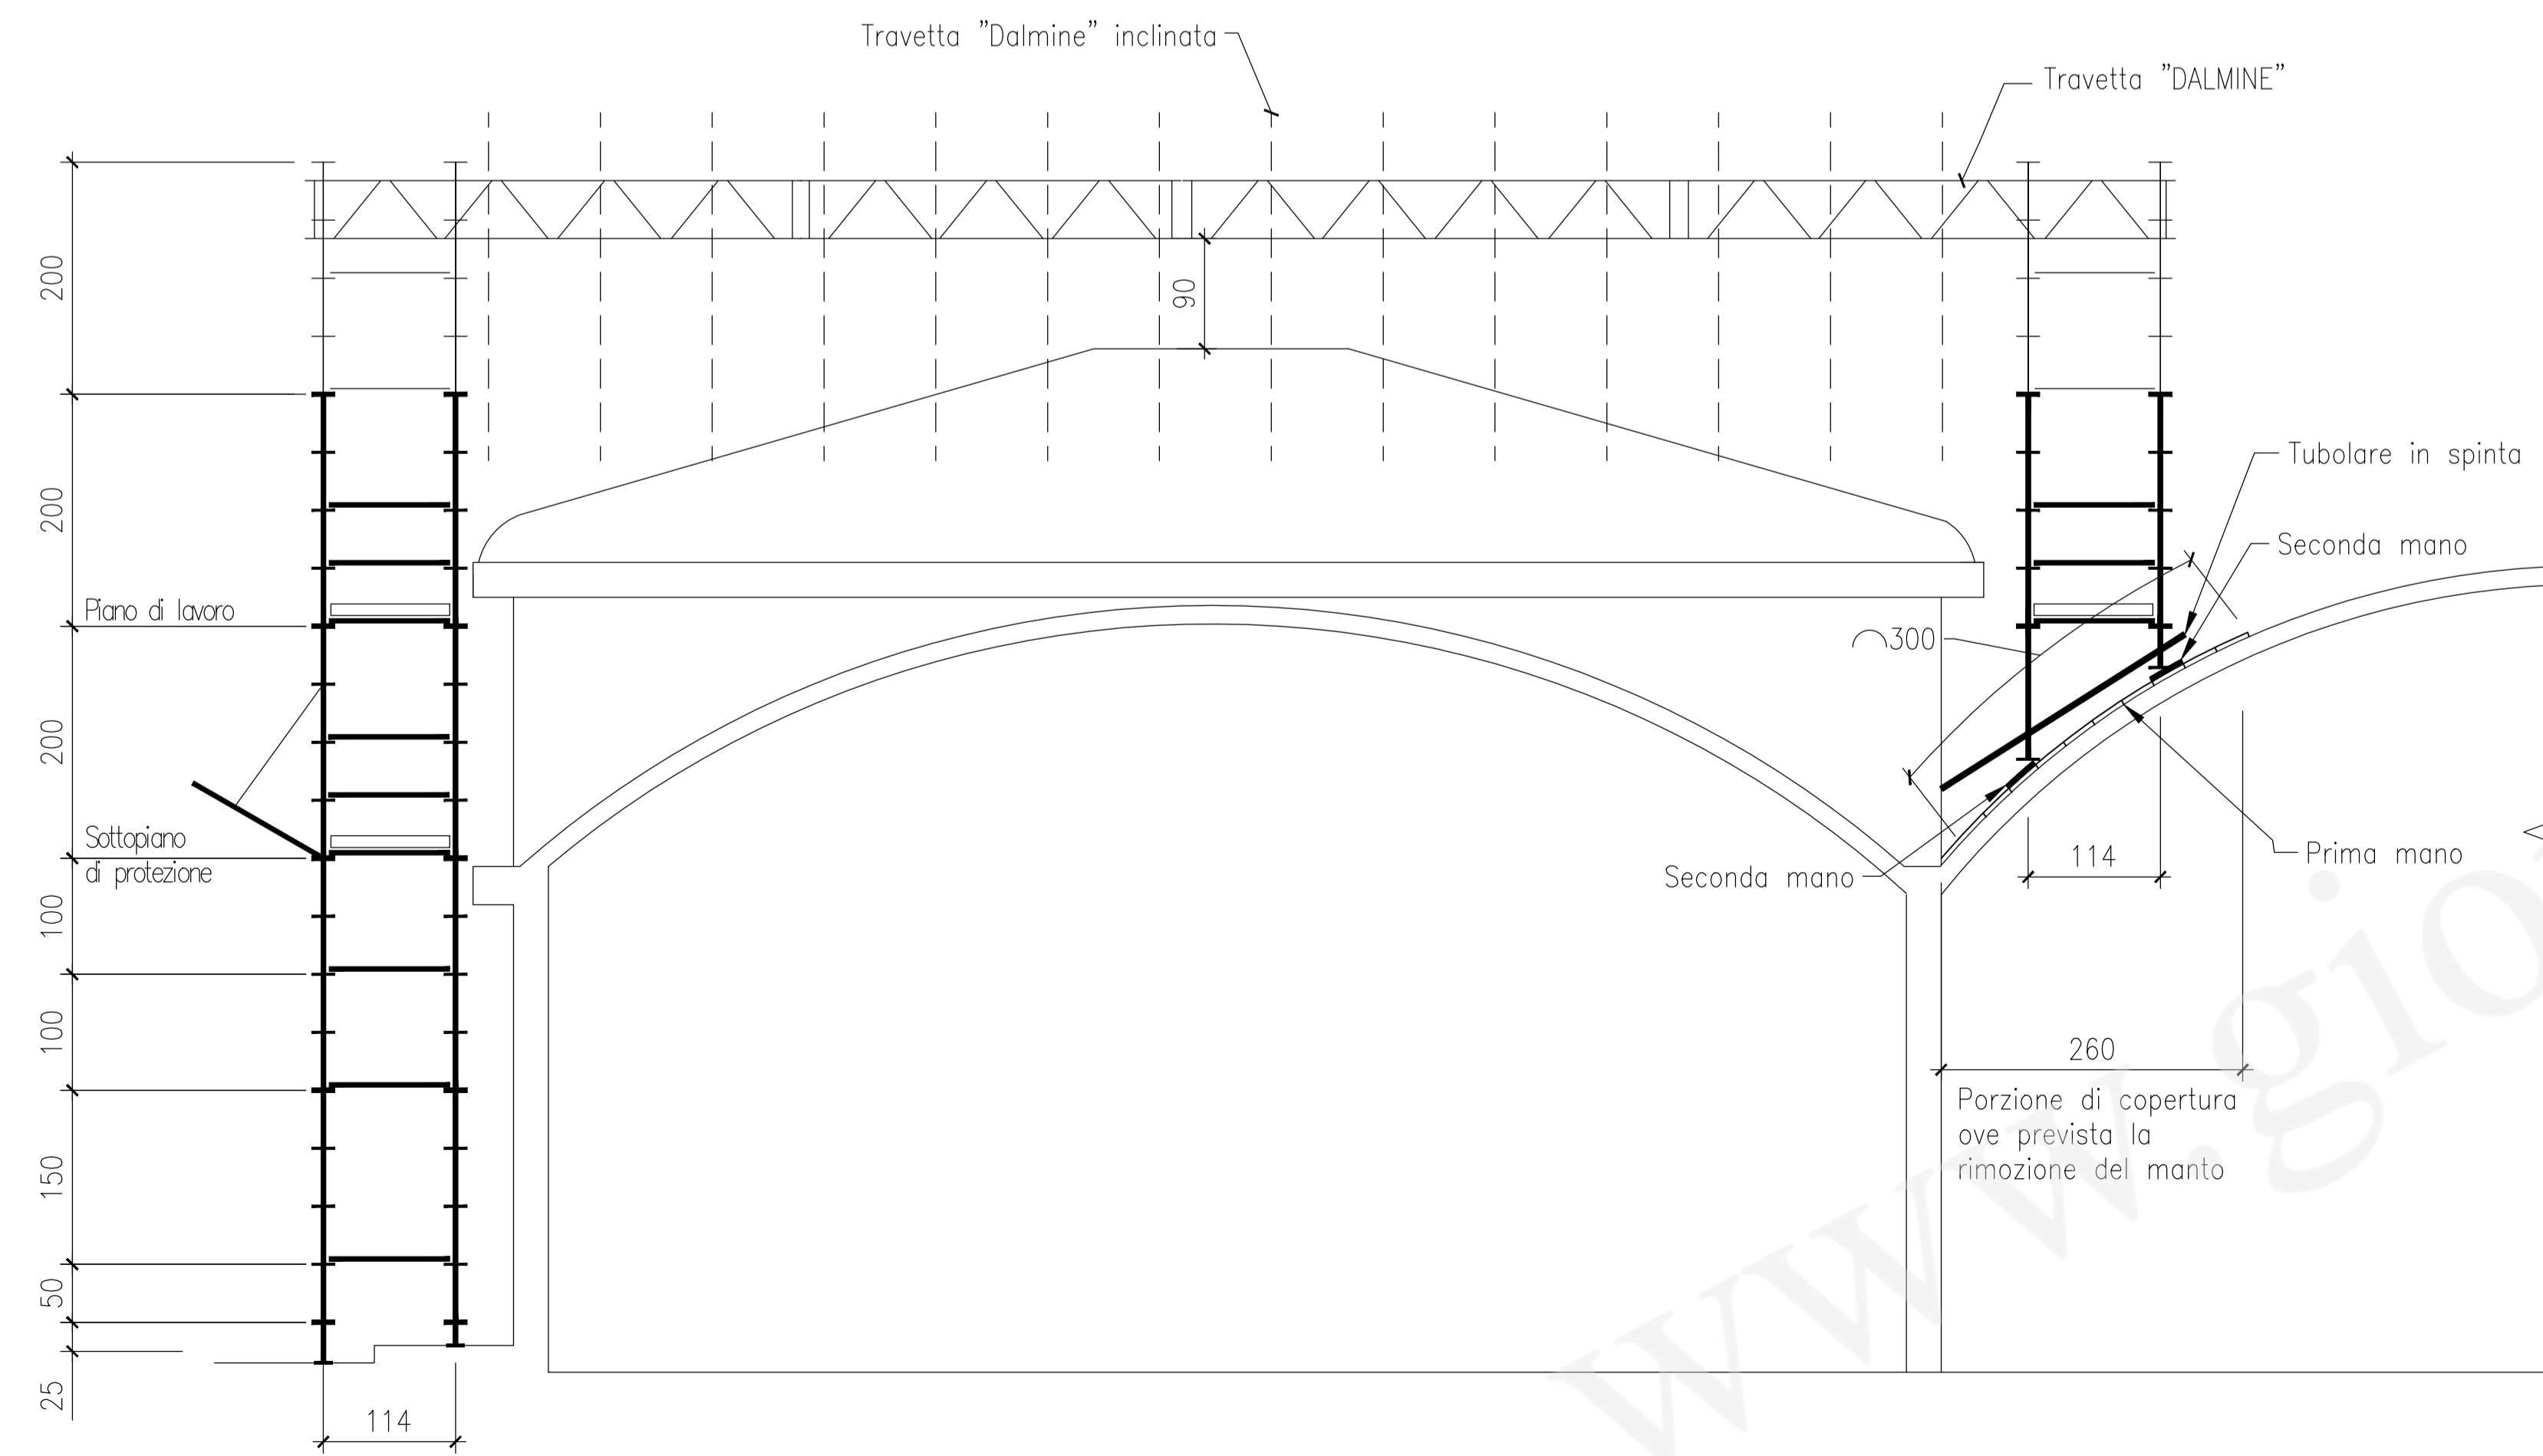 Travetta "Dalmine" inclinata
Travetta "DALMINE"
200
90
Tubolare in spinta
200
Seconda mano
Piano di lavoro
300
200
Sottopiano
di protezione
114
Prima mano
Seconda mano
100
100
260
Porzione di copertura
ove prevista la
rimozione del manto
150
50
25
114
www.gio